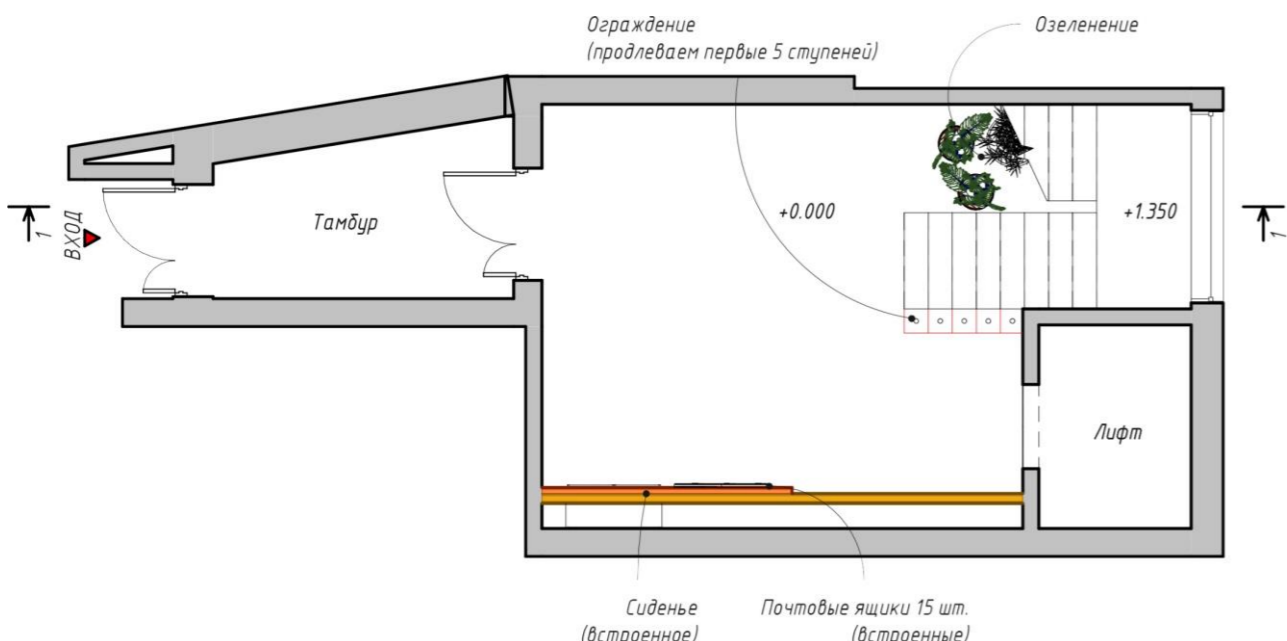 Ограждение
(продлеваем первые 5 ступеней)
Озеленение
1
ВХОД
Тамбур
+0.000
+1.350
1
Лифт
Сиденье
(встроенное)
Почтовые ящики 15 шт.
(встроенные)